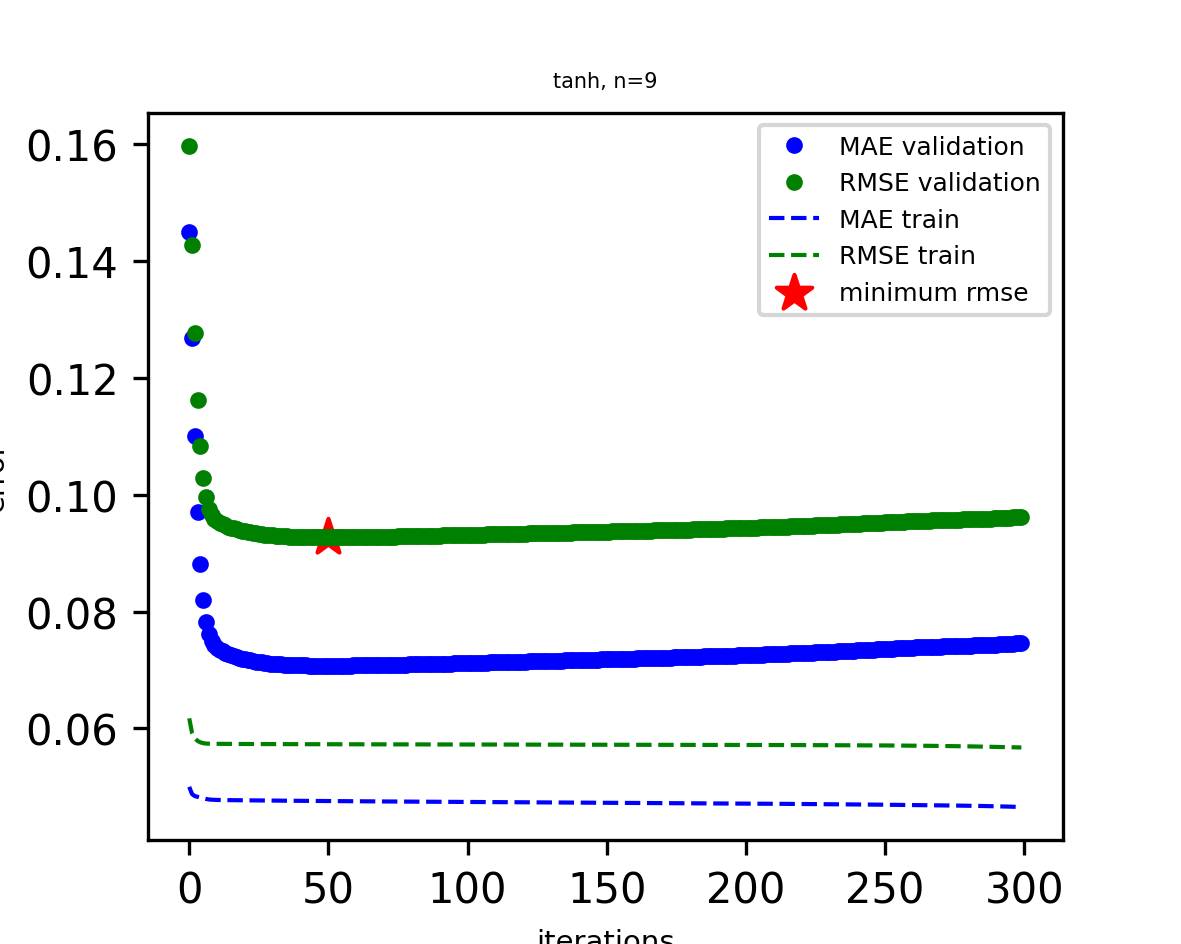 tanh, n=9
0.16
0.14
0.12
0.10
0.08
0.06
MAE validation
RMSE validation
MAE train
RMSE train
minimum rmse
0 50 100 150 200 250 300
iterations